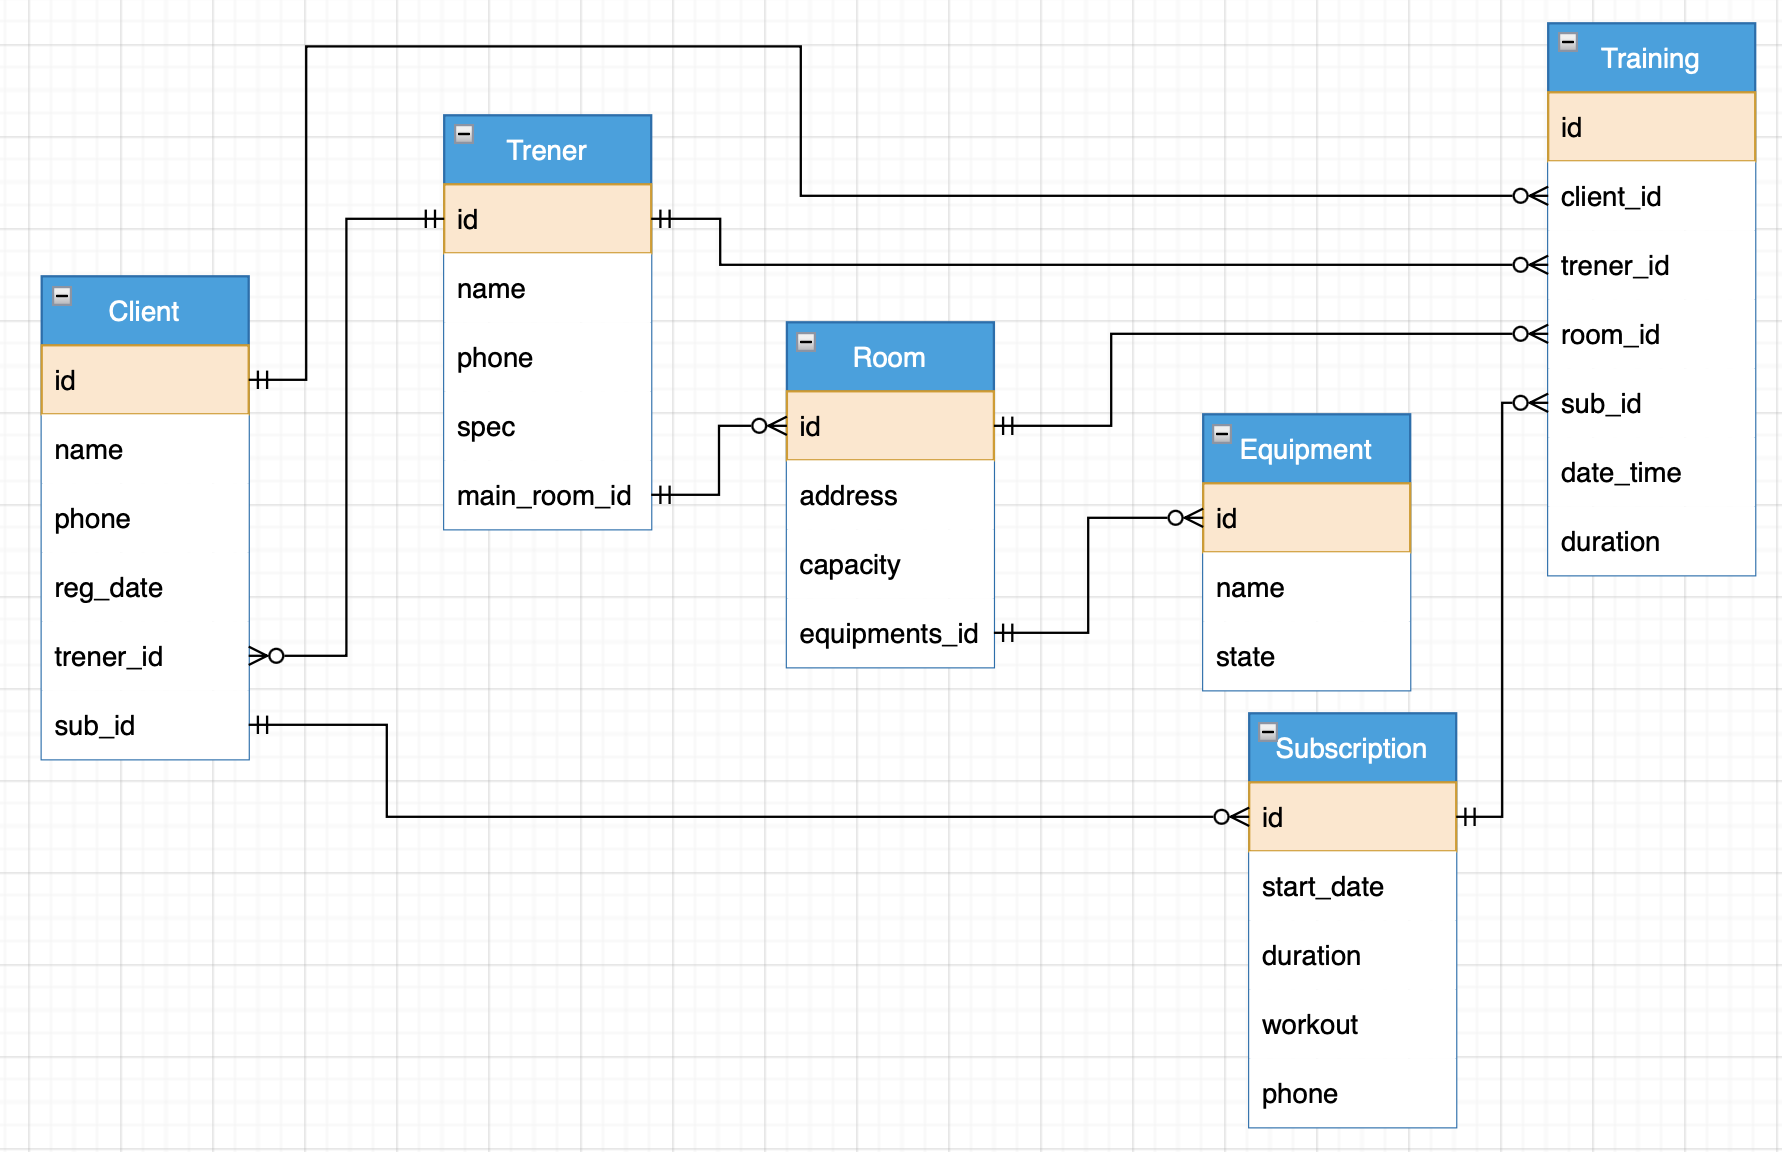 Client
id
name
phone
reg_date
trener_id
sub_id
Trener
id
name
phone
spec
main_room_id
Room
id
address
capacity
equipments_id
Equipment
id
name
state
Subscription
id
start_date
duration
workout
phone
Training
id
client_id
trener_id
room_id
sub_id
date_time
duration